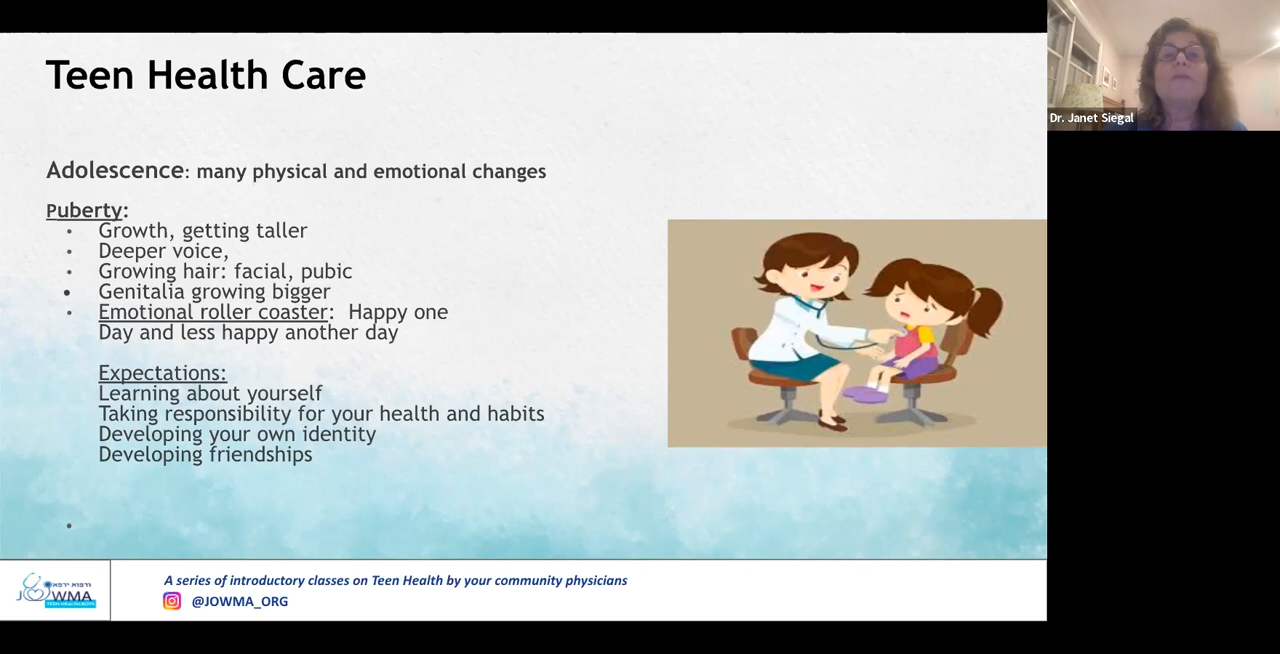 Teen Health Care
Dr. Janet Siegal
Adolescence: many physical and emotional changes
Puberty:
• Growth, getting taller
• Deeper voice,
• Growing hair: facial, pubic
• Genitalia growing bigger
• Emotional roller coaster: Happy one
Day and less happy another day
Expectations:
Learning about yourself
Taking responsibility for your health and habits
Developing your own identity
Developing friendships
•
ורפוא ירפא
JOWMA
A series of introductory classes on Teen Health by your community physicians
@JOWMA_ORG